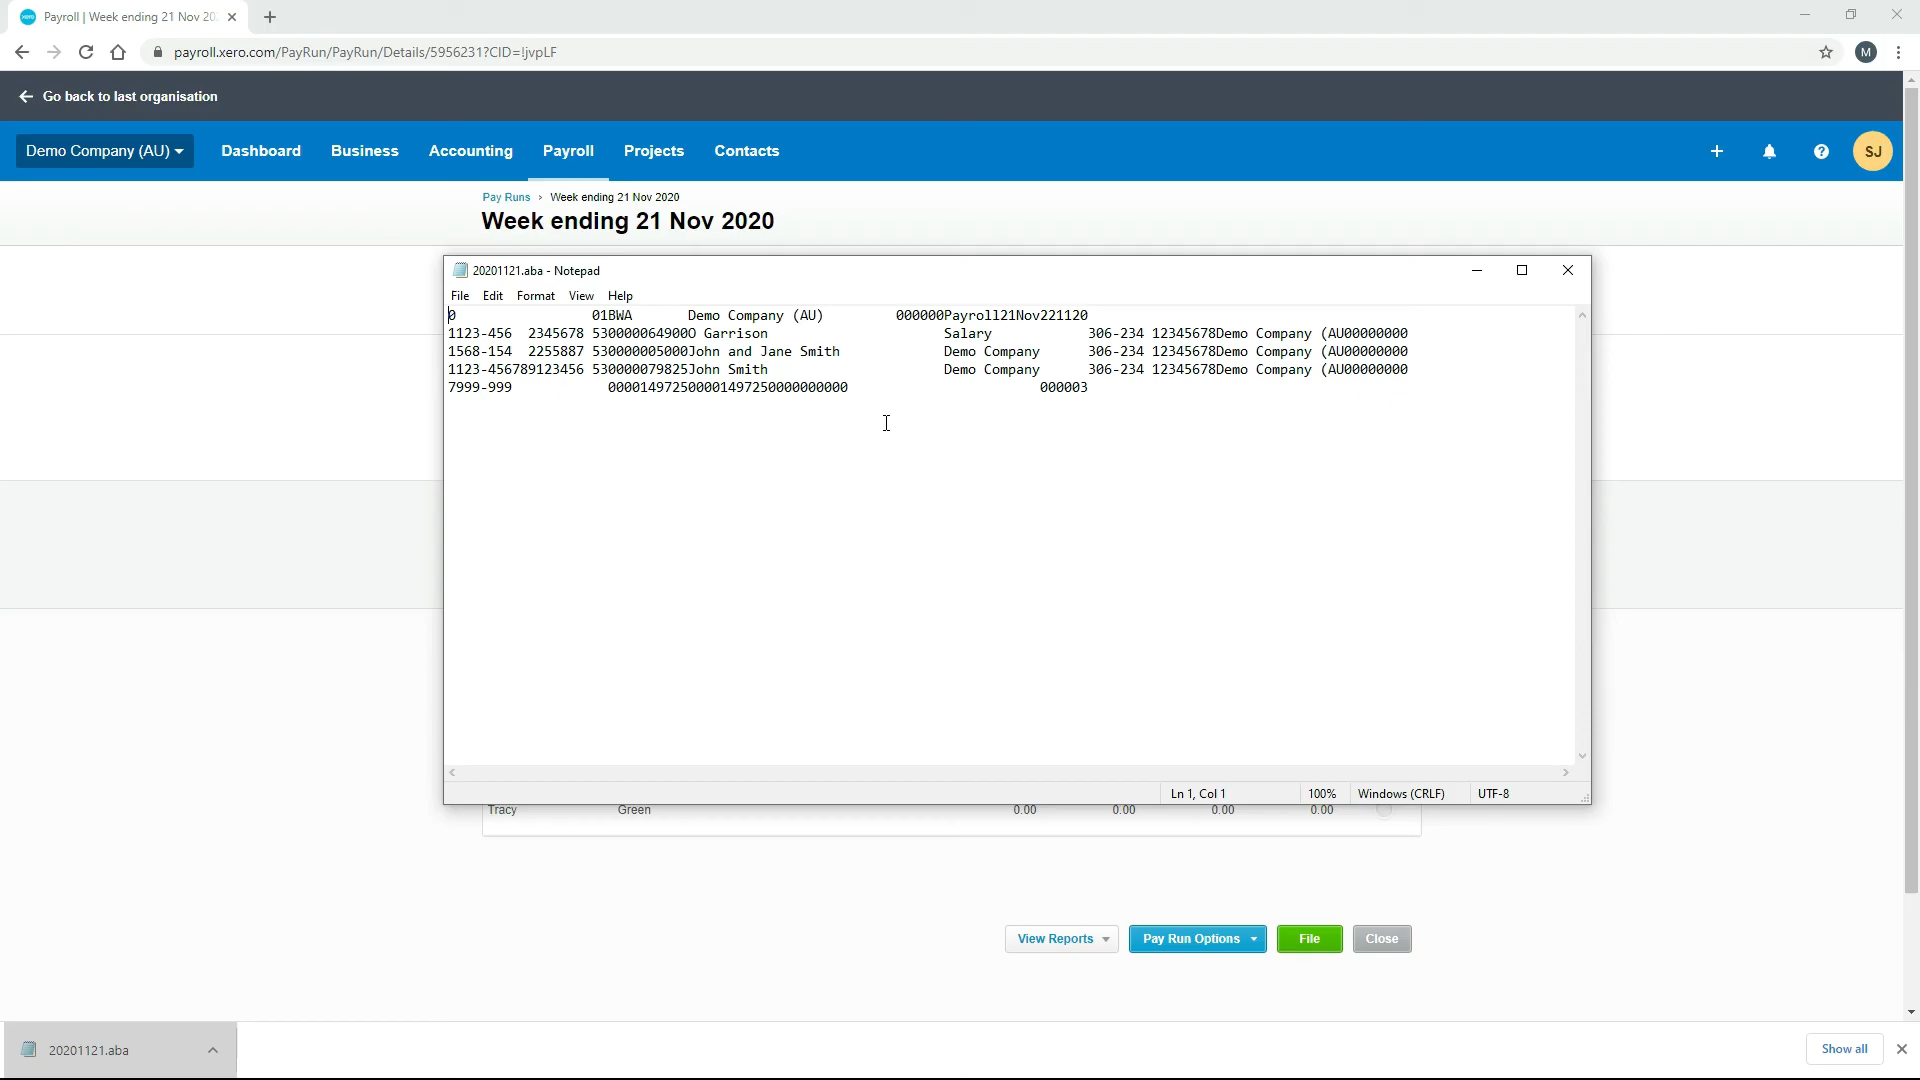 Payroll | Week ending 21 Nov 20
payroll.xero.com/PayRun/PayRun/Details/5956231?CID=!jvpLF
M
Go back to last organisation
Demo Company (AU) Dashboard Business Accounting Payroll Projects Contacts SJ
Pay Runs › Week ending 21 Nov 2020
Week ending 21 Nov 2020
20201121.aba - Notepad
File Edit Format View Help
0                 01BWA       Demo Company (AU)         000000Payroll21Nov221120
1123-456  2345678 530000064900O Garrison                      Salary            306-234 12345678Demo Company (AU00000000
1568-154  2255887 530000005000John and Jane Smith             Demo Company      306-234 12345678Demo Company (AU00000000
1123-456789123456 530000079825John Smith                      Demo Company      306-234 12345678Demo Company (AU00000000
7999-999            000014972500001497250000000000                        000003
Ln 1, Col 1 100% Windows (CRLF) UTF-8
Tracy Green 0.00 0.00 0.00 0.00
View Reports Pay Run Options File Close
20201121.aba Show all